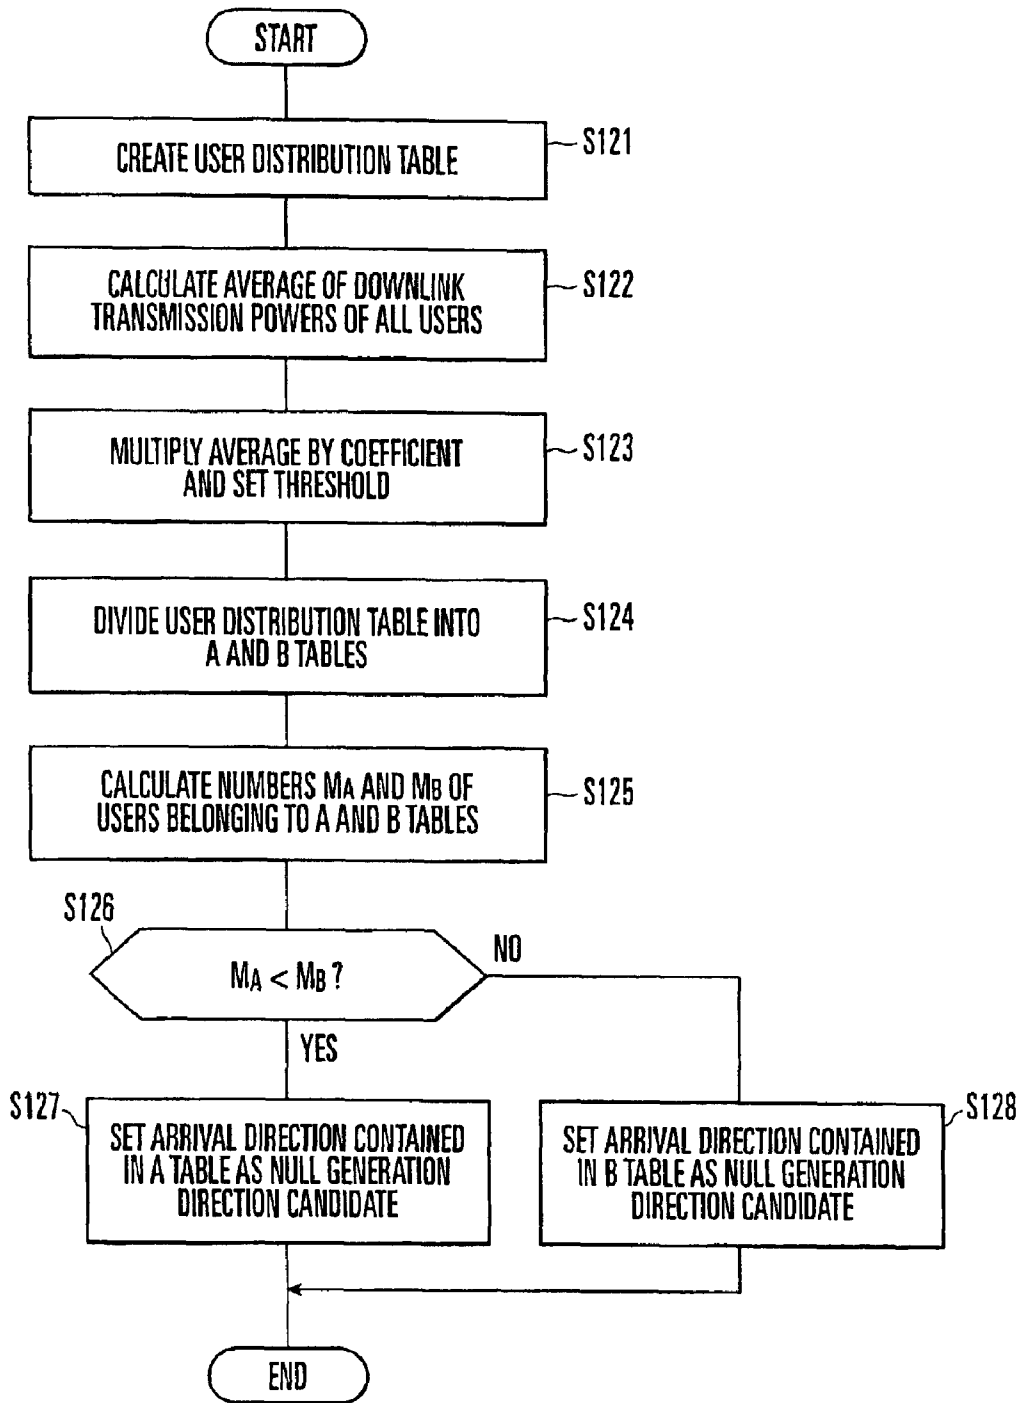 START
CREATE USER DISTRIBUTION TABLE
S121
CALCULATE AVERAGE OF DOWNLINK
TRANSMISSION POWERS OF ALL USERS
S122
MULTIPLY AVERAGE BY COEFFICIENT
AND SET THRESHOLD
S123
DIVIDE USER DISTRIBUTION TABLE INTO
A AND B TABLES
S124
CALCULATE NUMBERS MA AND MB OF
USERS BELONGING TO A AND B TABLES
S125
S126
MA < MB ?
NO
YES
S127
SET ARRIVAL DIRECTION CONTAINED
IN A TABLE AS NULL GENERATION
DIRECTION CANDIDATE
S128
SET ARRIVAL DIRECTION CONTAINED
IN B TABLE AS NULL GENERATION
DIRECTION CANDIDATE
END